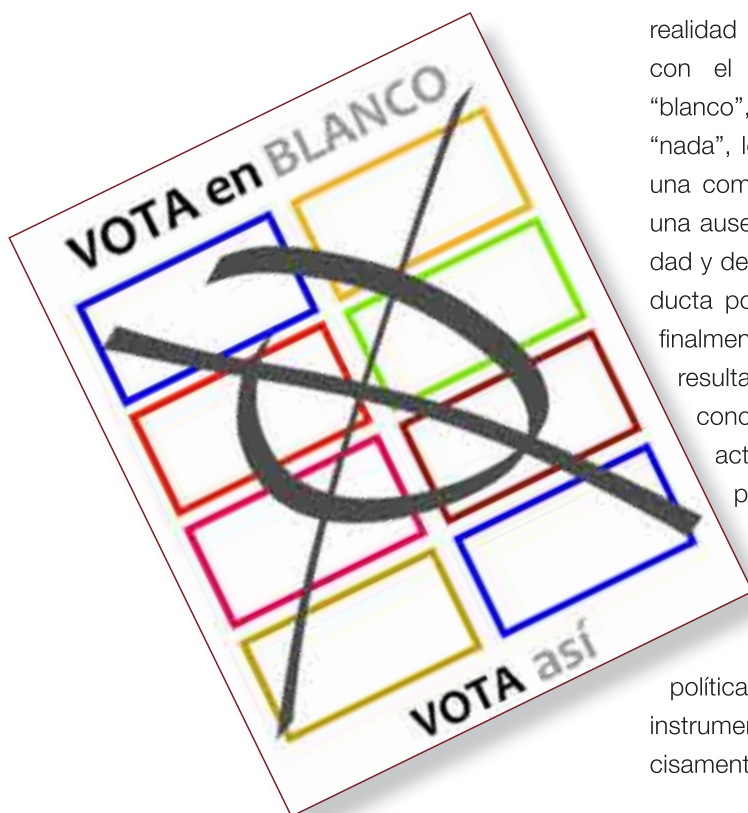 VOTA en BLANCO
VOTA así
realidad
con el
“blanco”,
“nada”,
una com
una ause
dad y de
ducta po
finalmen
resulta
conc
act
p
política
instrumen
cisament